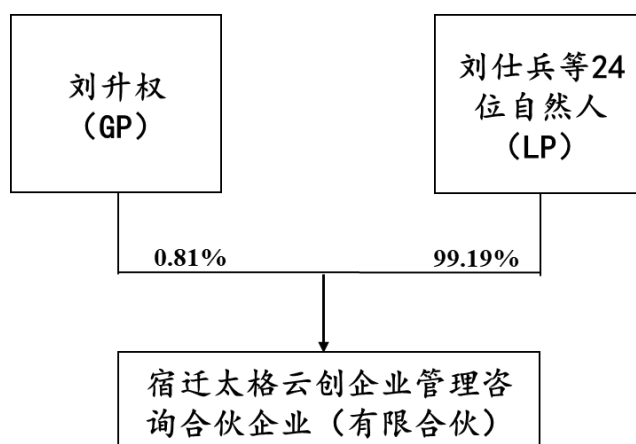 刘升权
（GP）
刘仕兵等24
位自然人
（LP）
0.81%
99.19%
宿迁太格云创企业管理咨
询合伙企业（有限合伙）